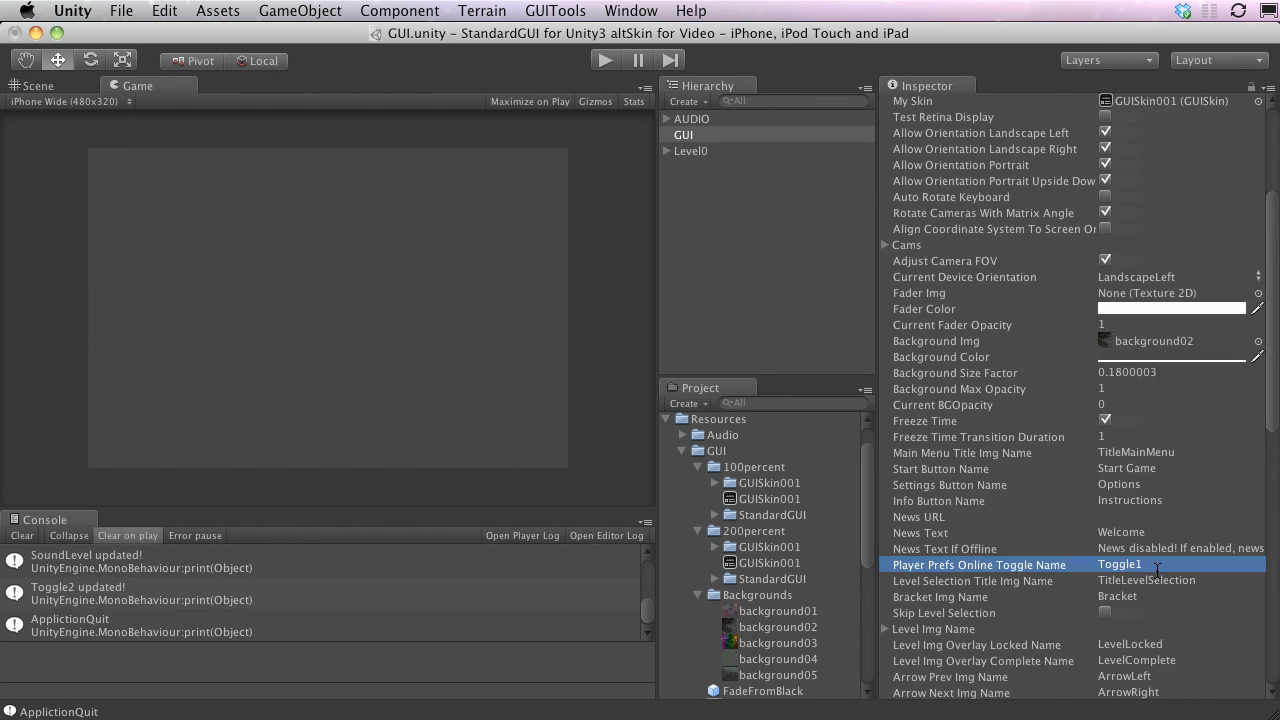 Unity File Edit Assets GameObject Component Terrain GUITools Window Help
GUI.unity - StandardGUI for Unity3 altSkin for Video - iPhone, iPod Touch and iPad
Pivot Local Layers Layout
Scene Game
iPhone Wide (480x320) Maximize on Play Gizmos Stats
Hierarchy
Create All
AUDIO
GUI
Level0
Project
Create All
Resources
Audio
GUI
100percent
GUISkin001
GUISkin001
StandardGUI
200percent
GUISkin001
GUISkin001
StandardGUI
Backgrounds
background01
background02
background03
background04
background05
FadeFromBlack
Inspector
My Skin GUISkin001 (GUISkin)
Test Retina Display
Allow Orientation Landscape Left
Allow Orientation Landscape Right
Allow Orientation Portrait
Allow Orientation Portrait Upside Dow
Auto Rotate Keyboard
Rotate Cameras With Matrix Angle
Align Coordinate System To Screen Or
Cams
Adjust Camera FOV
Current Device Orientation LandscapeLeft
Fader Img None (Texture 2D)
Fader Color
Current Fader Opacity 1
Background Img background02
Background Color
Background Size Factor 0.1800003
Background Max Opacity 1
Current BGOpacity 0
Freeze Time
Freeze Time Transition Duration 1
Main Menu Title Img Name TitleMainMenu
Start Button Name Start Game
Settings Button Name Options
Info Button Name Instructions
News URL
News Text Welcome
News Text If Offline News disabled! If enabled, news
Player Prefs Online Toggle Name Toggle1
Level Selection Title Img Name TitleLevelSelection
Bracket Img Name Bracket
Skip Level Selection
Level Img Name
Level Img Overlay Locked Name LevelLocked
Level Img Overlay Complete Name LevelComplete
Arrow Prev Img Name ArrowLeft
Arrow Next Img Name ArrowRight
Console
Clear Collapse Clear on play Error pause Open Player Log Open Editor Log
SoundLevel updated!
UnityEngine.MonoBehaviour:print(Object)
Toggle2 updated!
UnityEngine.MonoBehaviour:print(Object)
ApplictionQuit
UnityEngine.MonoBehaviour:print(Object)
ApplictionQuit